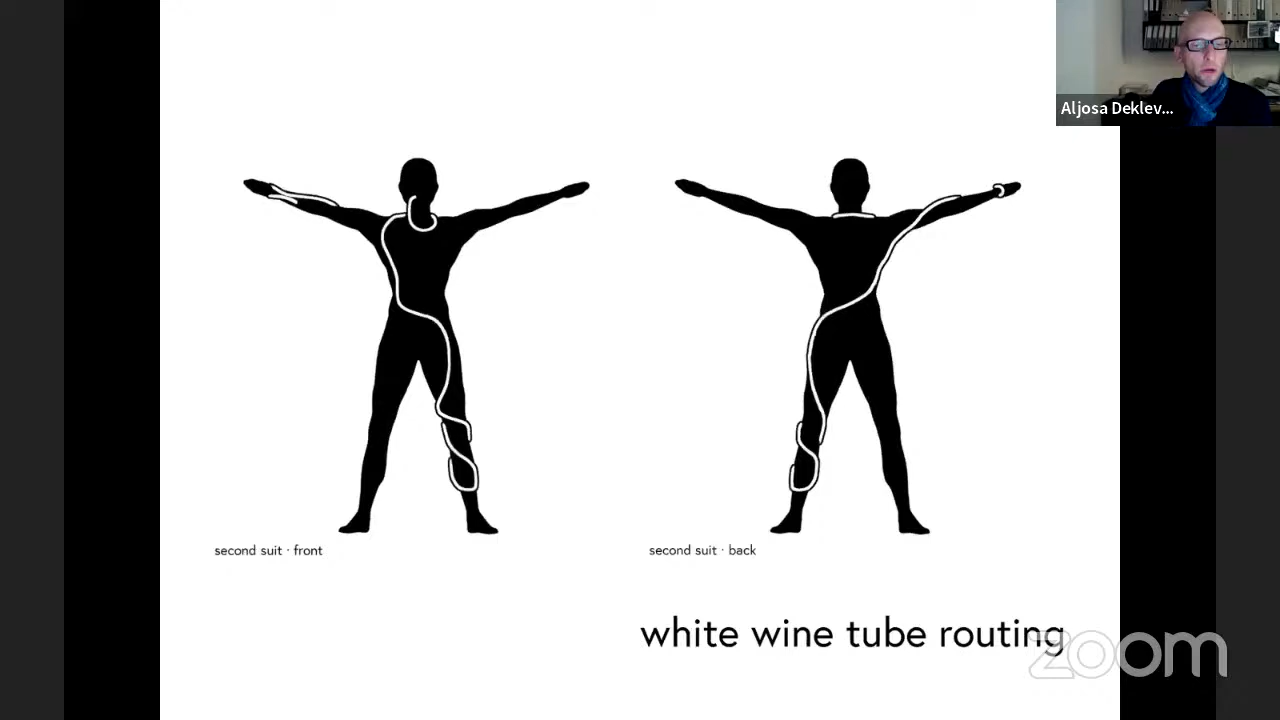 Aljosa Deklev...
second suit · front
second suit · back
white wine tube routing
zoom